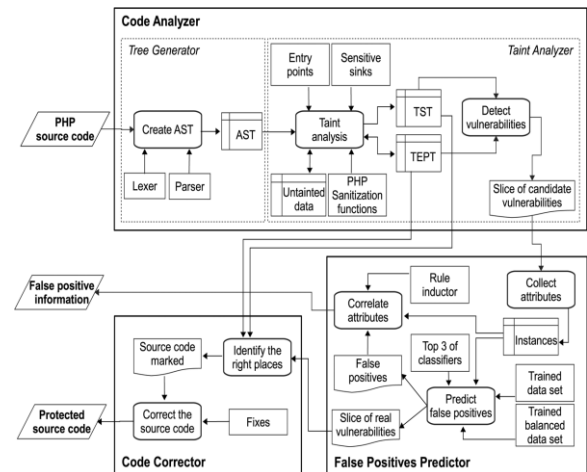 Code Analyzer
Tree Generator
Taint Analyzer
Entry
points
Sensitive
sinks
PHP
source code
Create AST
AST
Taint
analysis
TST
TEPT
Detect
vulnerabilities
Lexer
Parser
Untainted
data
PHP
Sanitization
functions
Slice of candidate
vulnerabilities
False positive
information
Correlate
attributes
Rule
inductor
Collect
attributes
Instances
Source code
marked
Identify the
right places
False
positives
Top 3 of
classifiers
Predict
false positives
Trained
data set
Trained
balanced
data set
Protected
source code
Correct the
source code
Fixes
Slice of real
vulnerabilities
Code Corrector
False Positives Predictor